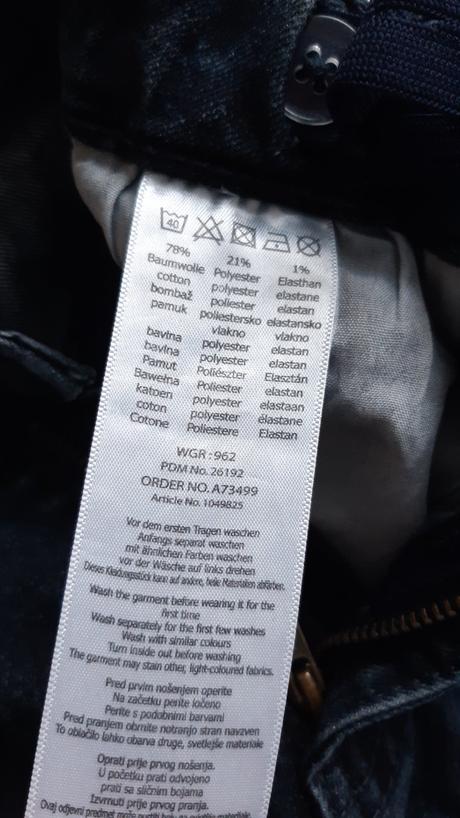 40
78% 21% 1%
Baumwolle Polyester Elasthan
cotton polyester elastane
bombaž poliester elastan
pamuk poliestersko elastansko
vlakno vlakno
bavlna polyester elastan
bavlna polyester elastan
Pamut Poliészter Elasztán
Bawełna Poliester elastan
katoen polyester elastaan
coton polyester élastane
Cotone Poliestere Elastan
WGR : 962
PDM No. 26192
ORDER NO. A73499
Article No. 1049825
Vor dem ersten Tragen waschen
Anfangs separat waschen
mit ähnlichen Farben waschen
vor der Wäsche auf links drehen
Dieses Kleidungsstück kann auf andere, helle Materialien abfärben.
Wash the garment before wearing it for the
first time
Wash separately for the first few washes
Wash with similar colours
Turn inside out before washing
The garment may stain other, light-coloured fabrics.
Pred prvim nošenjem operite
Na začetku perite ločeno
Perite s podobnimi barvami
Pred pranjem obrnite notranjo stran navzven
To oblačilo lahko obarva druge, svetlejše materiale
Oprati prije prvog nošenja.
U početku prati odvojeno
prati sa sličnim bojama
Izvrnuti prije prvog pranja.
Ovaj odjevni predmet može